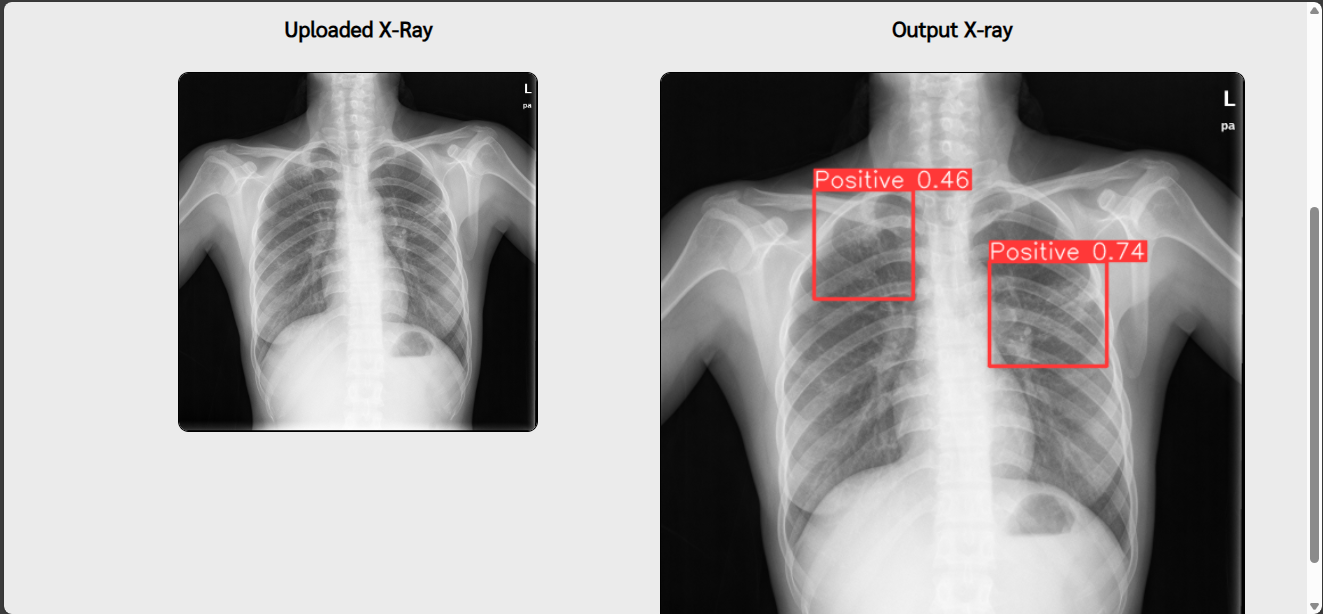 Uploaded X-Ray
Output X-ray
L
pa
L
pa
Positive 0.46
Positive 0.74